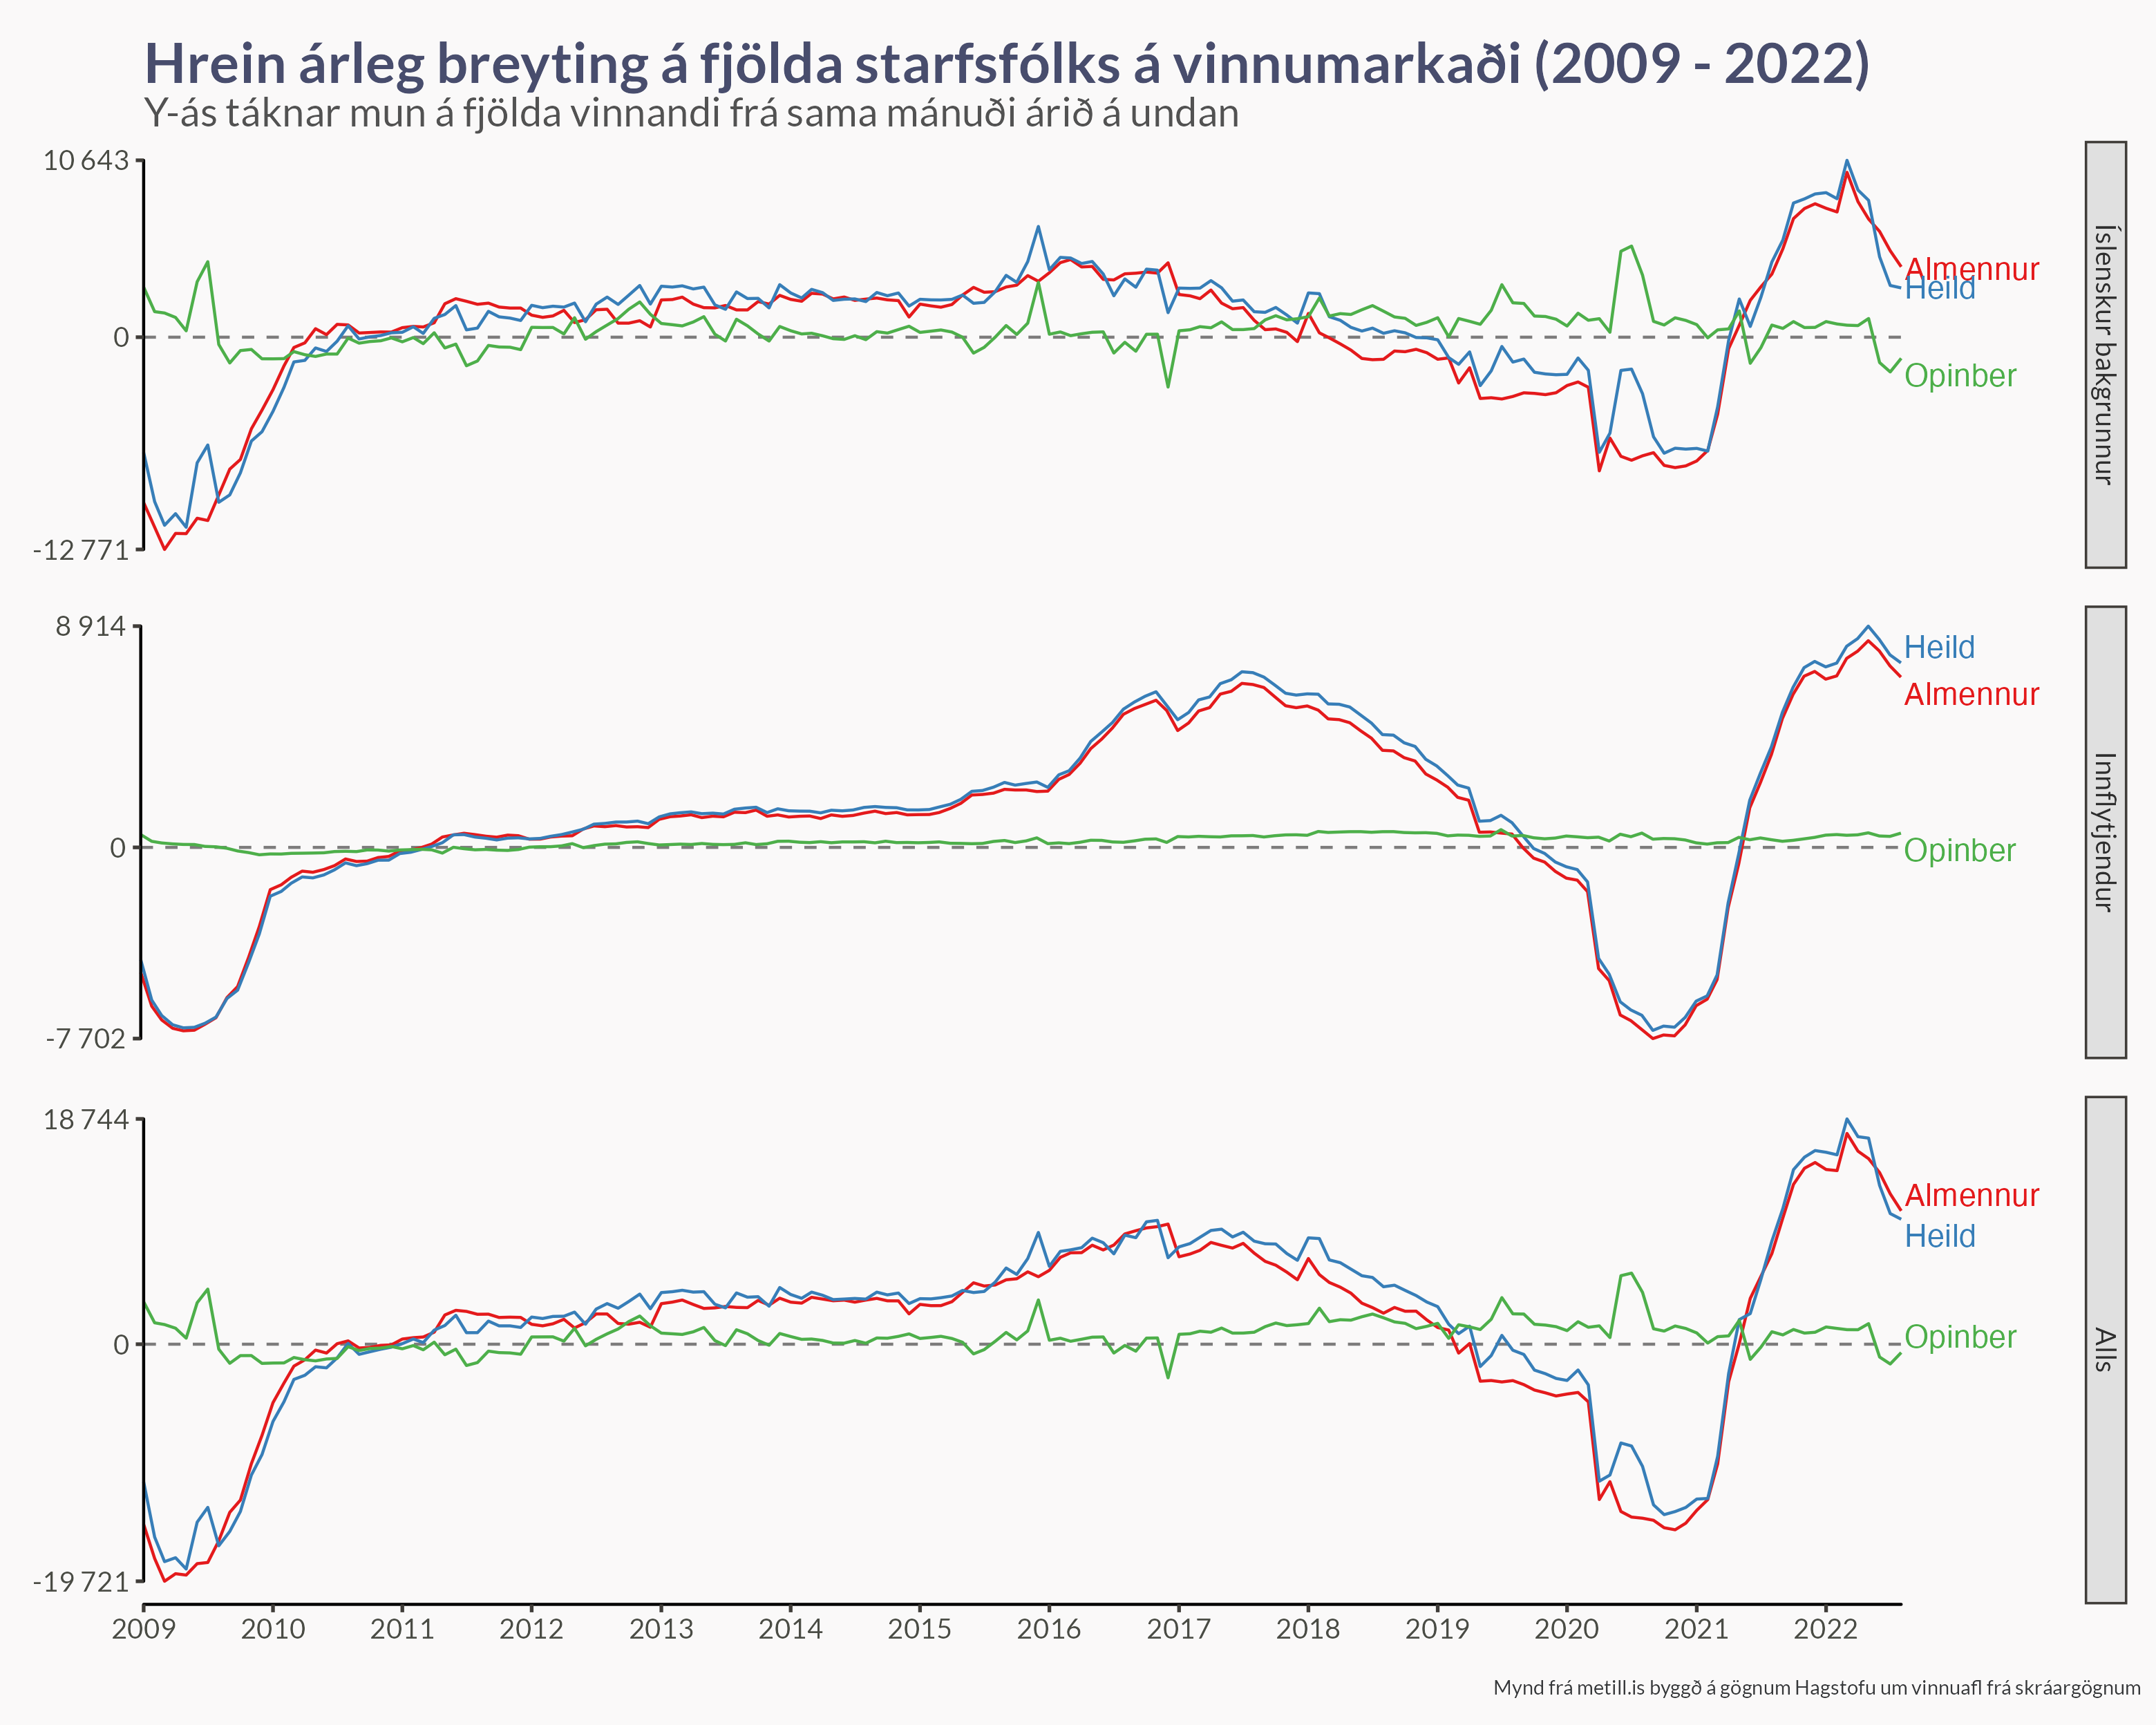 Hrein árleg breyting á fjölda starfsfólks á vinnumarkaði (2009 - 2022)
Y-ás táknar mun á fjölda vinnandi frá sama mánuði árið á undan
10 643
0
-12 771
Almennur
Heild
Opinber
Íslenskur bakgrunnur
8 914
0
-7 702
Heild
Almennur
Opinber
Innflytjendur
18 744
0
-19 721
Almennur
Heild
Opinber
Alls
2009 2010 2011 2012 2013 2014 2015 2016 2017 2018 2019 2020 2021 2022
Mynd frá metill.is byggð á gögnum Hagstofu um vinnuafl frá skráargögnum